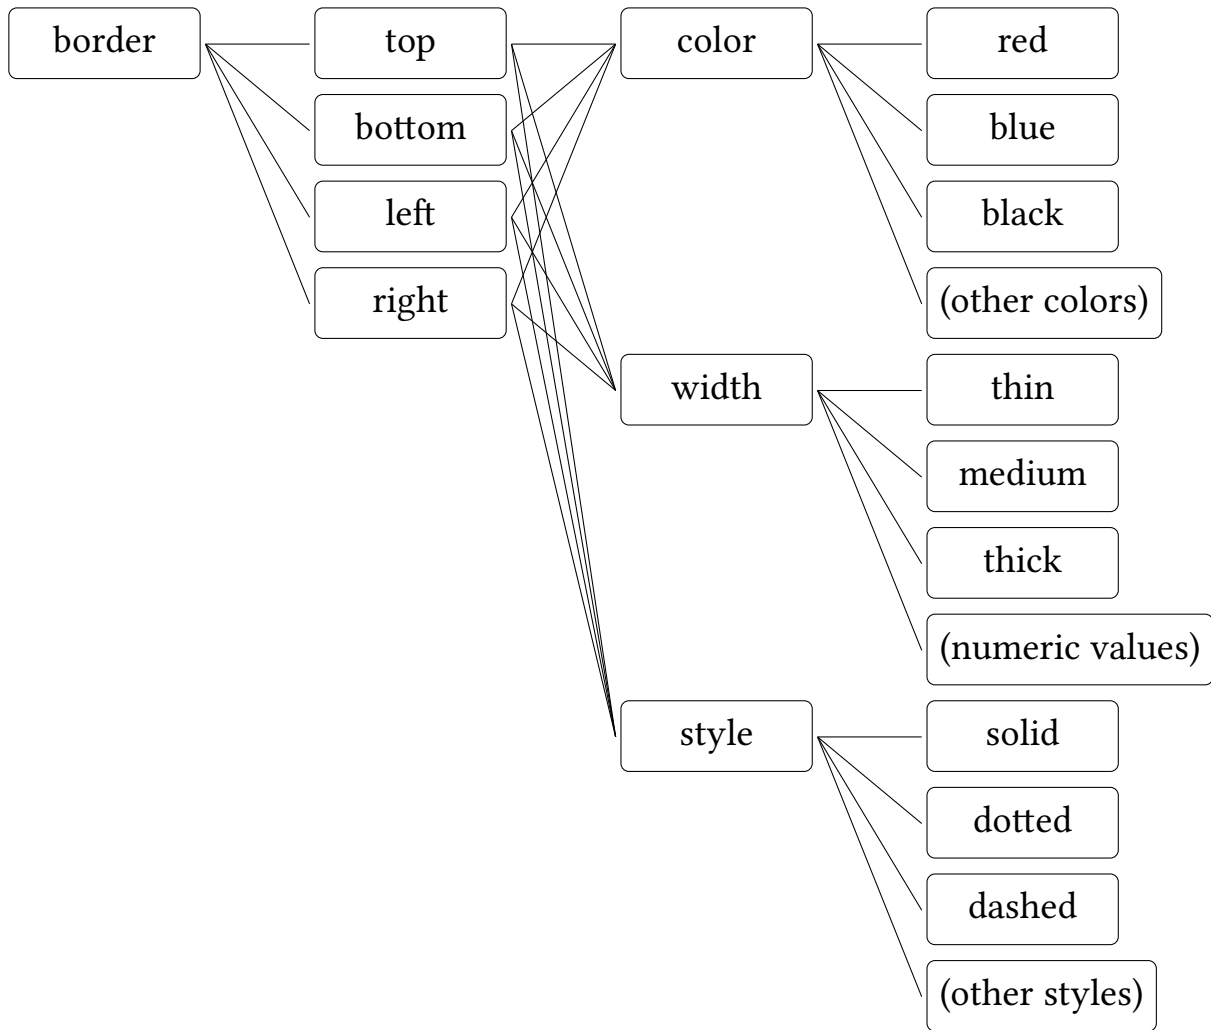 border
top
color
red
bottom
blue
left
black
right
(other colors)
width
thin
medium
thick
(numeric values)
style
solid
dotted
dashed
(other styles)